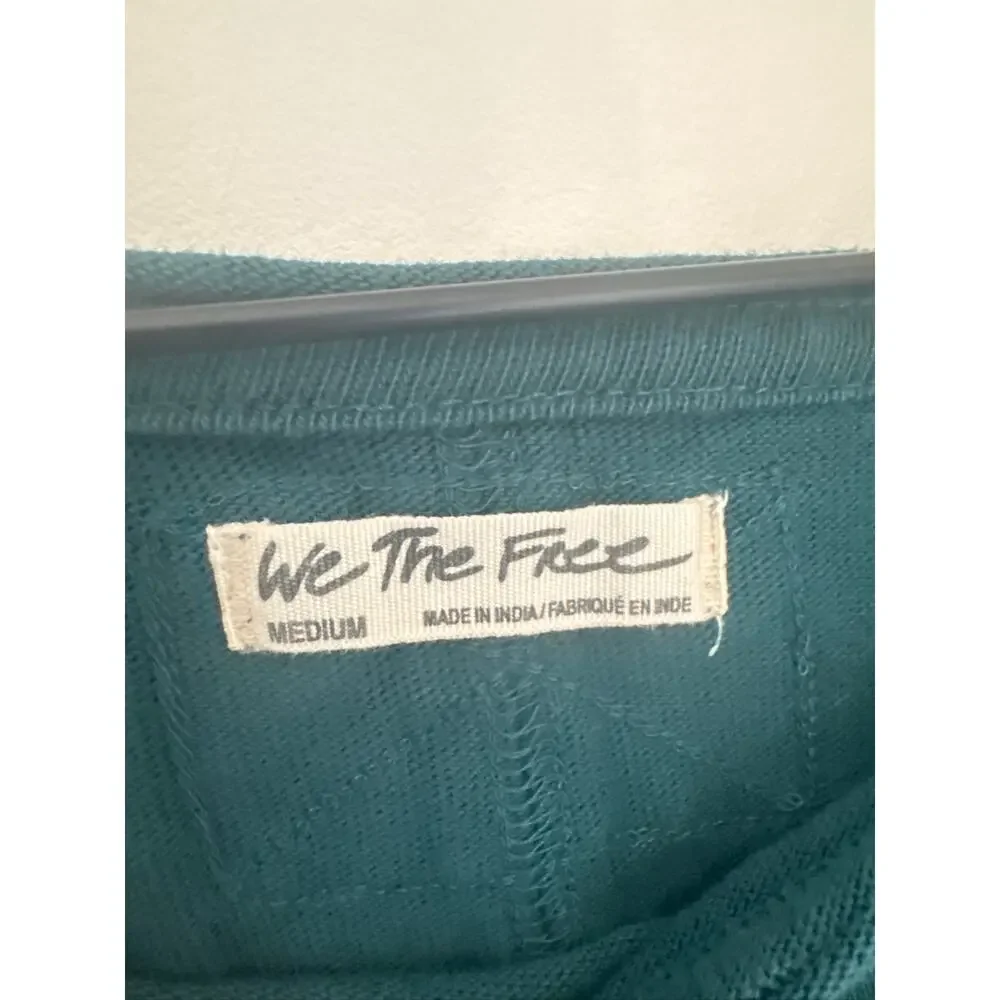 We The Free
MEDIUM MADE IN INDIA / FABRIQUÉ EN INDE